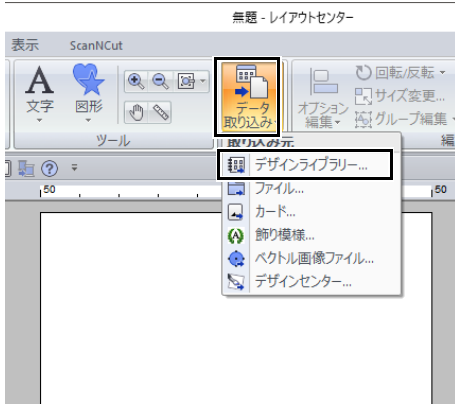 無題 - レイアウトセンター
表示 ScanNCut
A
文字
図形
ツール
データ
取り込み
オプション
編集
回転/反転
サイズ変更...
グループ編集
取り込み元
編
デザインライブラリー...
ファイル...
カード...
飾り模様...
ベクトル画像ファイル...
デザインセンター...
50
50